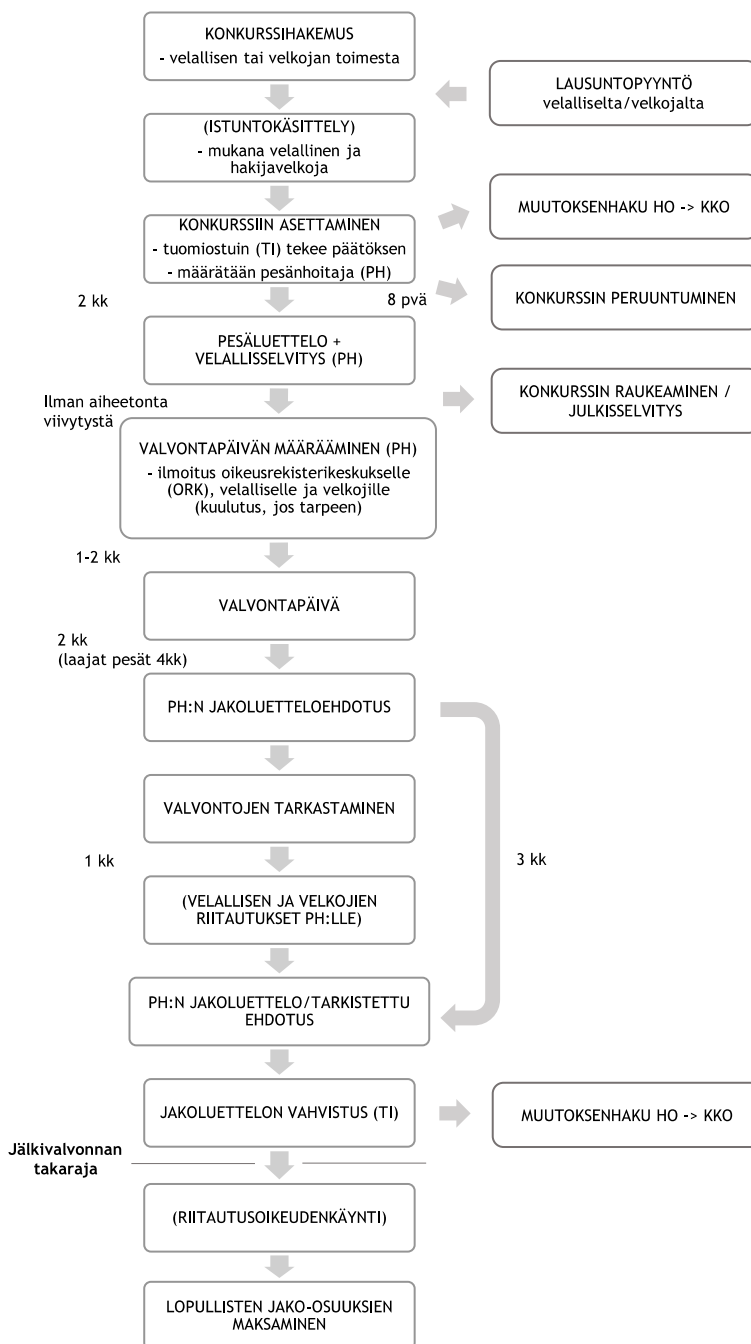 KONKURSSIHAKEMUS
- velallisen tai velkojan toimesta
LAUSUNTOPYYNTÖ
velalliselta/velkojalta
(ISTUNTOKÄSITTELY)
- mukana velallinen ja
hakijavelkoja
KONKURSSIIN ASETTAMINEN
- tuomiostuin (TI) tekee päätöksen
- määrätään pesänhoitaja (PH)
MUUTOKSENHAKU HO -> KKO
2 kk
8 pvä
KONKURSSIN PERUUNTUMINEN
PESÄLUETTELO +
VELALLISSELVITYS (PH)
Ilman aiheetonta
viivytystä
KONKURSSIN RAUKEAMINEN /
JULKISSELVITYS
VALVONTAPÄIVÄN MÄÄRÄÄMINEN (PH)
- ilmoitus oikeusrekisterikeskukselle
(ORK), velalliselle ja velkojille
(kuulutus, jos tarpeen)
1-2 kk
VALVONTAPÄIVÄ
2 kk
(laajat pesät 4kk)
PH:N JAKOLUETTELOEHDOTUS
VALVONTOJEN TARKASTAMINEN
1 kk
3 kk
(VELALLISEN JA VELKOJIEN
RIITAUTUKSET PH:LLE)
PH:N JAKOLUETTELO/TARKISTETTU
EHDOTUS
JAKOLUETTELON VAHVISTUS (TI)
MUUTOKSENHAKU HO -> KKO
Jälkivalvonnan
takaraja
(RIITAUTUSOIKEUDENKÄYNTI)
LOPULLISTEN JAKO-OSUUKSIEN
MAKSAMINEN